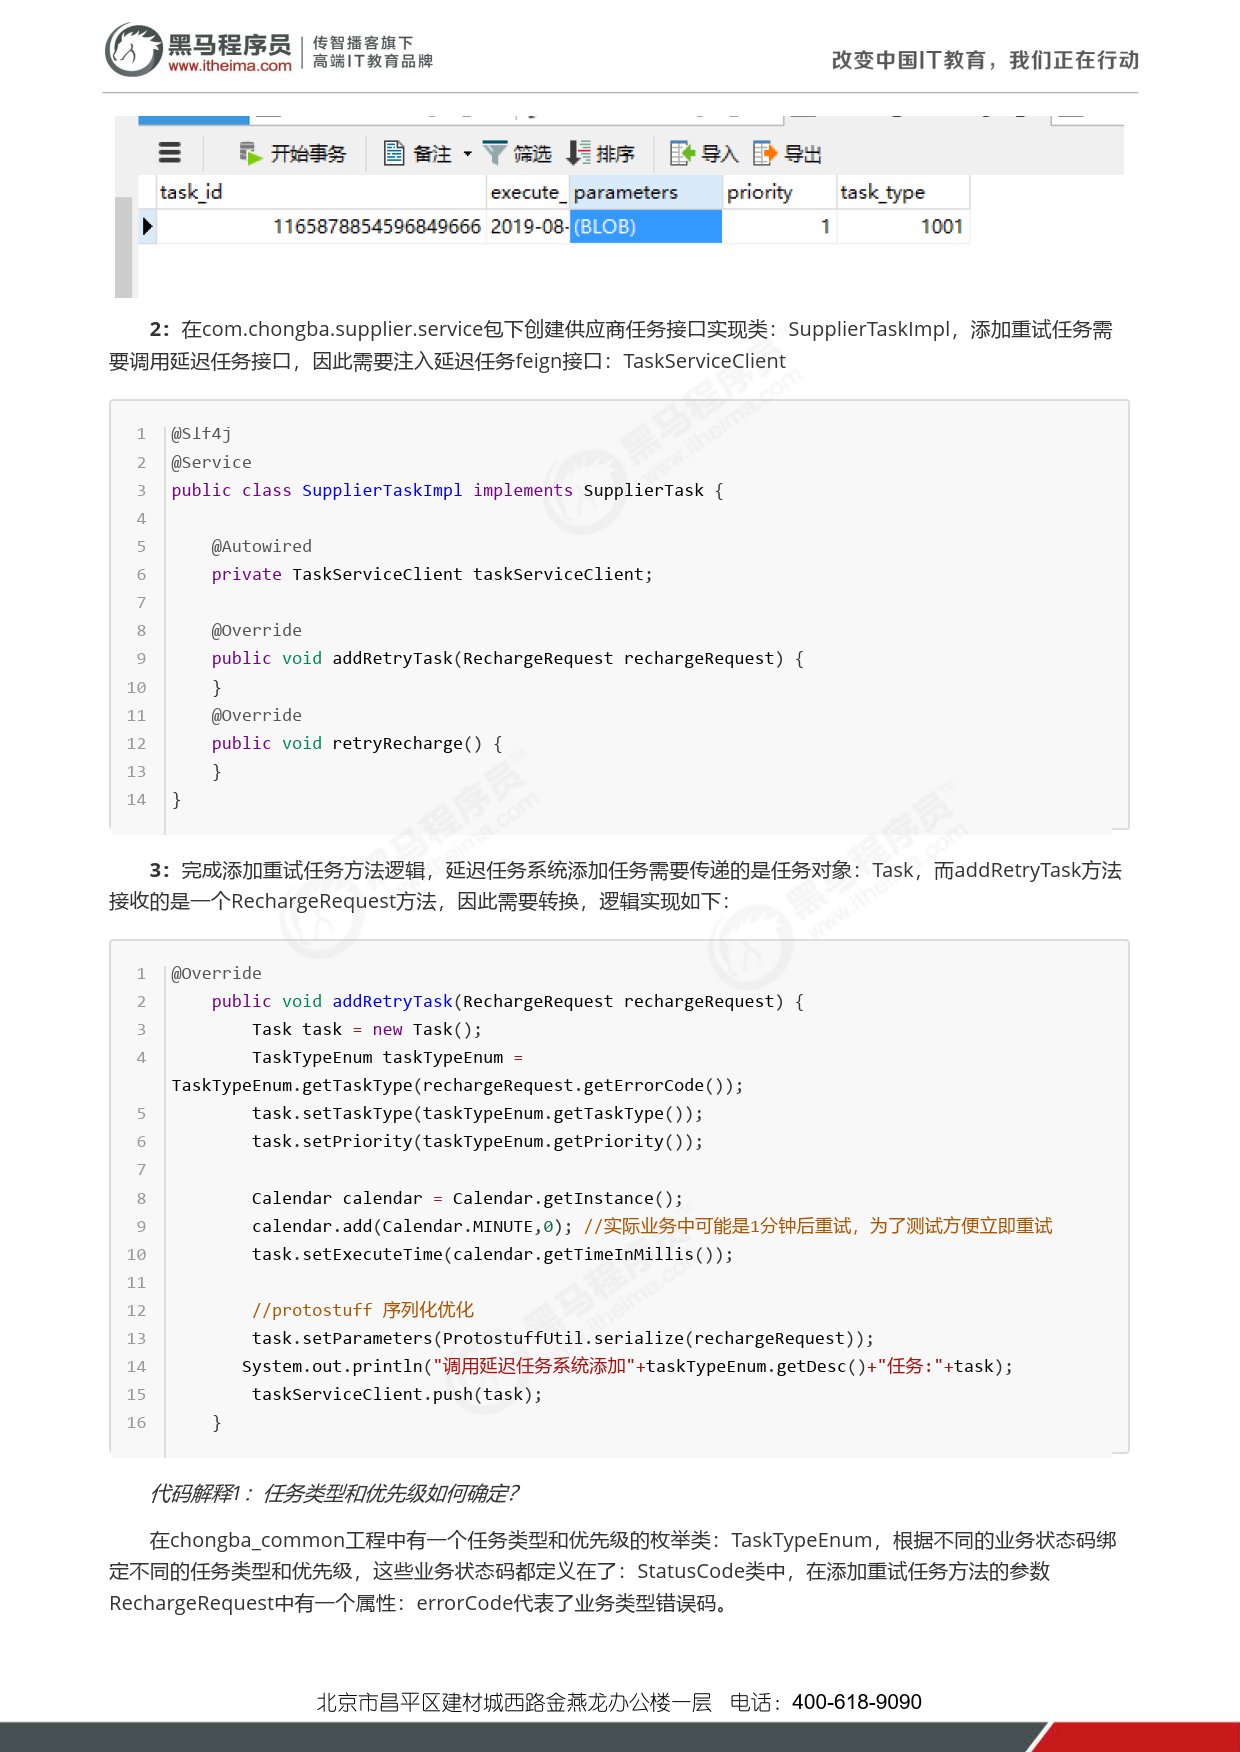 黑马程序员 传智播客旗下
www.itheima.com 高端IT教育品牌
改变中国IT教育，我们正在行动
开始事务 备注 筛选 排序 导入 导出
task_id execute_ parameters priority task_type
1165878854596849666 2019-08- (BLOB) 1 1001
2：在com.chongba.supplier.service包下创建供应商任务接口实现类：SupplierTaskImpl，添加重试任务需
要调用延迟任务接口，因此需要注入延迟任务feign接口：TaskServiceClient
1 @Slf4j
2 @Service
3 public class SupplierTaskImpl implements SupplierTask {
4
5     @Autowired
6     private TaskServiceClient taskServiceClient;
7
8     @Override
9     public void addRetryTask(RechargeRequest rechargeRequest) {
10     }
11     @Override
12     public void retryRecharge() {
13     }
14 }
3：完成添加重试任务方法逻辑，延迟任务系统添加任务需要传递的是任务对象：Task，而addRetryTask方法
接收的是一个RechargeRequest方法，因此需要转换，逻辑实现如下：
1 @Override
2     public void addRetryTask(RechargeRequest rechargeRequest) {
3         Task task = new Task();
4         TaskTypeEnum taskTypeEnum =
TaskTypeEnum.getTaskType(rechargeRequest.getErrorCode());
5         task.setTaskType(taskTypeEnum.getTaskType());
6         task.setPriority(taskTypeEnum.getPriority());
7
8         Calendar calendar = Calendar.getInstance();
9         calendar.add(Calendar.MINUTE,0); //实际业务中可能是1分钟后重试，为了测试方便立即重试
10         task.setExecuteTime(calendar.getTimeInMillis());
11
12         //protostuff 序列化优化
13         task.setParameters(ProtostuffUtil.serialize(rechargeRequest));
14        System.out.println("调用延迟任务系统添加"+taskTypeEnum.getDesc()+"任务:"+task);
15         taskServiceClient.push(task);
16     }
代码解释1：任务类型和优先级如何确定?
在chongba_common工程中有一个任务类型和优先级的枚举类：TaskTypeEnum，根据不同的业务状态码绑
定不同的任务类型和优先级，这些业务状态码都定义在了：StatusCode类中，在添加重试任务方法的参数
RechargeRequest中有一个属性：errorCode代表了业务类型错误码。
北京市昌平区建材城西路金燕龙办公楼一层 电话：400-618-9090